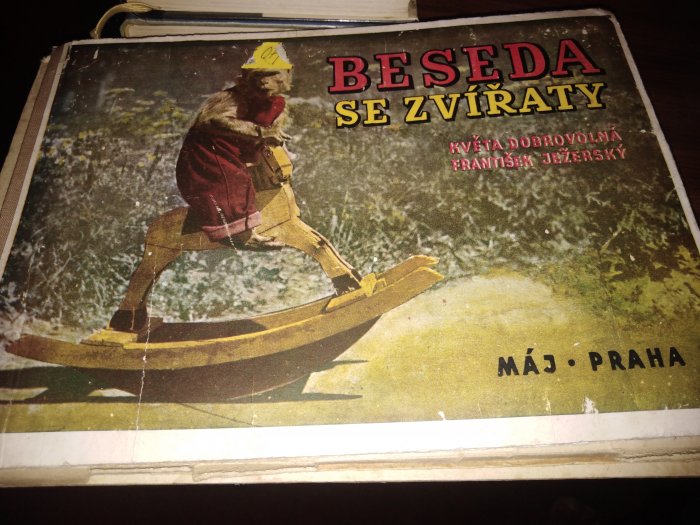 BESEDA
SE ZVÍŘATY
KVĚTA DOBROVOLNÁ
FRANTIŠEK JEŽERSKÝ
MÁJ · PRAHA